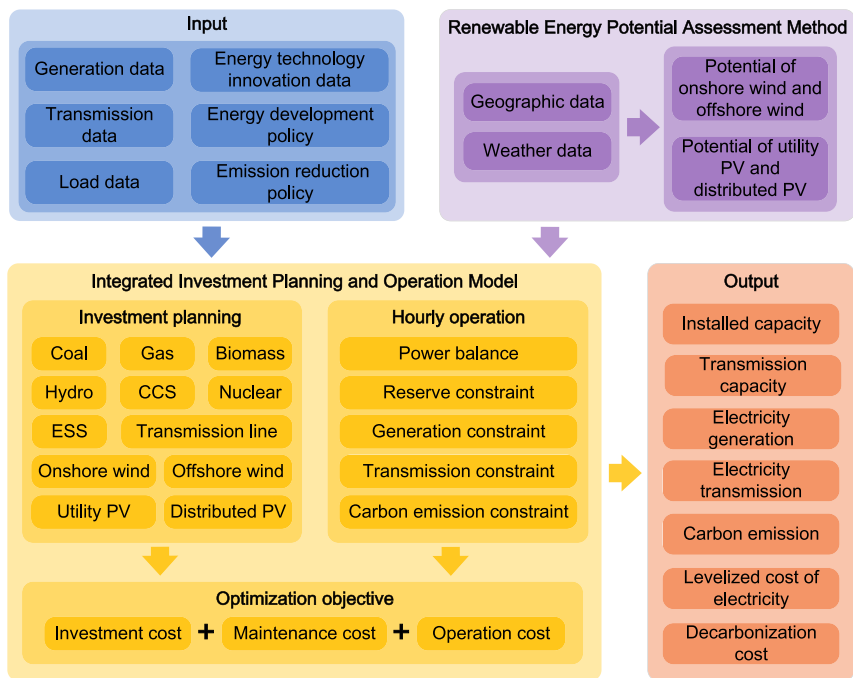 Input
Generation data
Energy technology
innovation data
Transmission
data
Energy development
policy
Load data
Emission reduction
policy
Renewable Energy Potential Assessment Method
Geographic data
Weather data
Potential of
onshore wind and
offshore wind
Potential of utility
PV and
distributed PV
Integrated Investment Planning and Operation Model
Investment planning
Coal
Gas
Biomass
Hydro
CCS
Nuclear
ESS
Transmission line
Onshore wind
Offshore wind
Utility PV
Distributed PV
Hourly operation
Power balance
Reserve constraint
Generation constraint
Transmission constraint
Carbon emission constraint
Optimization objective
Investment cost + Maintenance cost + Operation cost
Output
Installed capacity
Transmission
capacity
Electricity
generation
Electricity
transmission
Carbon emission
Levelized cost of
electricity
Decarbonization
cost